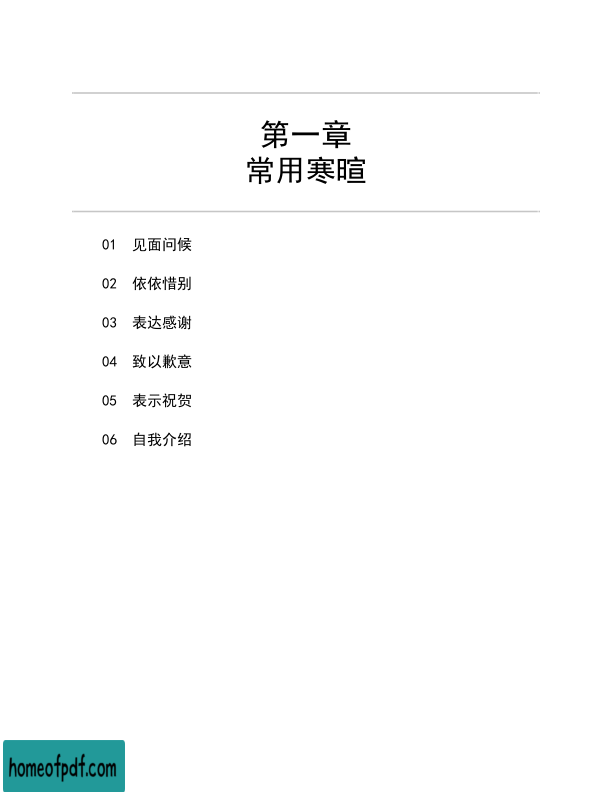 第一章
常用寒暄
01 见面问候
02 依依惜别
03 表达感谢
04 致以歉意
05 表示祝贺
06 自我介绍
homeofpdf.com